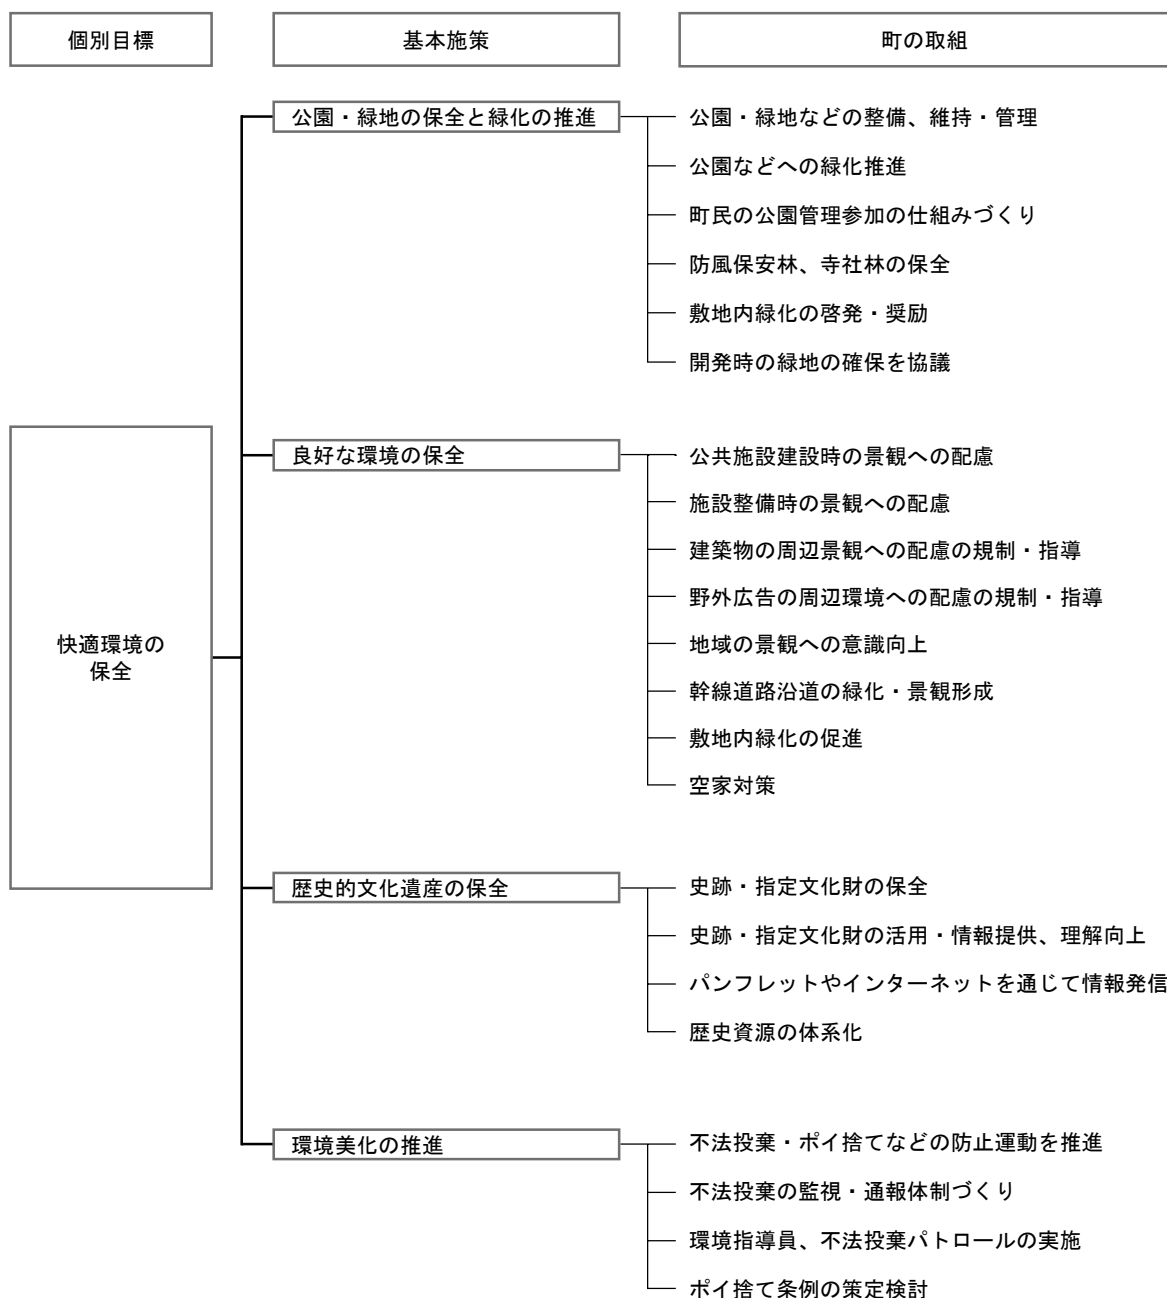 個別目標
基本施策
町の取組
快適環境の
保全
公園・緑地の保全と緑化の推進
公園・緑地などの整備、維持・管理
公園などへの緑化推進
町民の公園管理参加の仕組みづくり
防風保安林、寺社林の保全
敷地内緑化の啓発・奨励
開発時の緑地の確保を協議
良好な環境の保全
公共施設建設時の景観への配慮
施設整備時の景観への配慮
建築物の周辺景観への配慮の規制・指導
野外広告の周辺環境への配慮の規制・指導
地域の景観への意識向上
幹線道路沿道の緑化・景観形成
敷地内緑化の促進
空家対策
歴史的文化遺産の保全
史跡・指定文化財の保全
史跡・指定文化財の活用・情報提供、理解向上
パンフレットやインターネットを通じて情報発信
歴史資源の体系化
環境美化の推進
不法投棄・ポイ捨てなどの防止運動を推進
不法投棄の監視・通報体制づくり
環境指導員、不法投棄パトロールの実施
ポイ捨て条例の策定検討